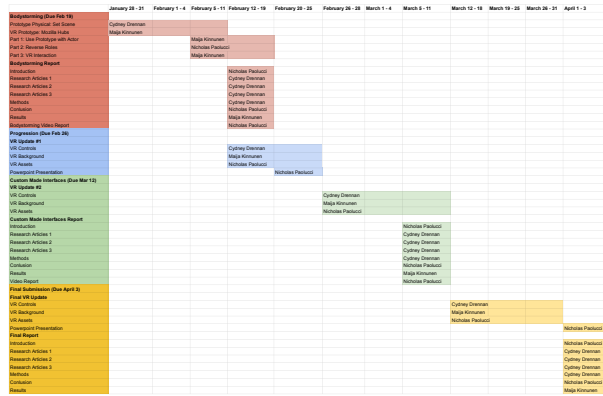 January 28 - 31 February 1 - 4 February 5 - 11 February 12 - 19 February 20 - 25 February 26 - 28 March 1 - 4 March 5 - 11 March 12 - 18 March 19 - 25 March 26 - 31 April 1 - 3
Bodystorming (Due Feb 19)
Prototype Physical: Set Scene Cydney Drennan
VR Prototype: Mozilla Hubs Maija Kinnunen
Part 1: Use Prototype with Actor Maija Kinnunen
Part 2: Reverse Roles Nicholas Paolucci
Part 3: VR Interaction Maija Kinnunen
Bodystorming Report
Introduction Nicholas Paolucci
Research Articles 1 Cydney Drennan
Research Articles 2 Cydney Drennan
Research Articles 3 Cydney Drennan
Methods Cydney Drennan
Conlusion Nicholas Paolucci
Results Maija Kinnunen
Bodystorming Video Report Nicholas Paolucci
Progression (Due Feb 26)
VR Update #1
VR Controls Cydney Drennan
VR Background Maija Kinnunen
VR Assets Nicholas Paolucci
Powerpoint Presentation Nicholas Paolucci
Custom Made Interfaces (Due Mar 12)
VR Update #2
VR Controls Cydney Drennan
VR Background Maija Kinnunen
VR Assets Nicholas Paolucci
Custom Made Interfaces Report
Introduction Nicholas Paolucci
Research Articles 1 Cydney Drennan
Research Articles 2 Cydney Drennan
Research Articles 3 Cydney Drennan
Methods Cydney Drennan
Conlusion Nicholas Paolucci
Results Maija Kinnunen
Video Report Nicholas Paolucci
Final Submission (Due April 3)
Final VR Update
VR Controls Cydney Drennan
VR Background Maija Kinnunen
VR Assets Nicholas Paolucci
Powerpoint Presentation Nicholas Paolucci
Final Report
Introduction Nicholas Paolucci
Research Articles 1 Cydney Drennan
Research Articles 2 Cydney Drennan
Research Articles 3 Cydney Drennan
Methods Cydney Drennan
Conlusion Nicholas Paolucci
Results Maija Kinnunen